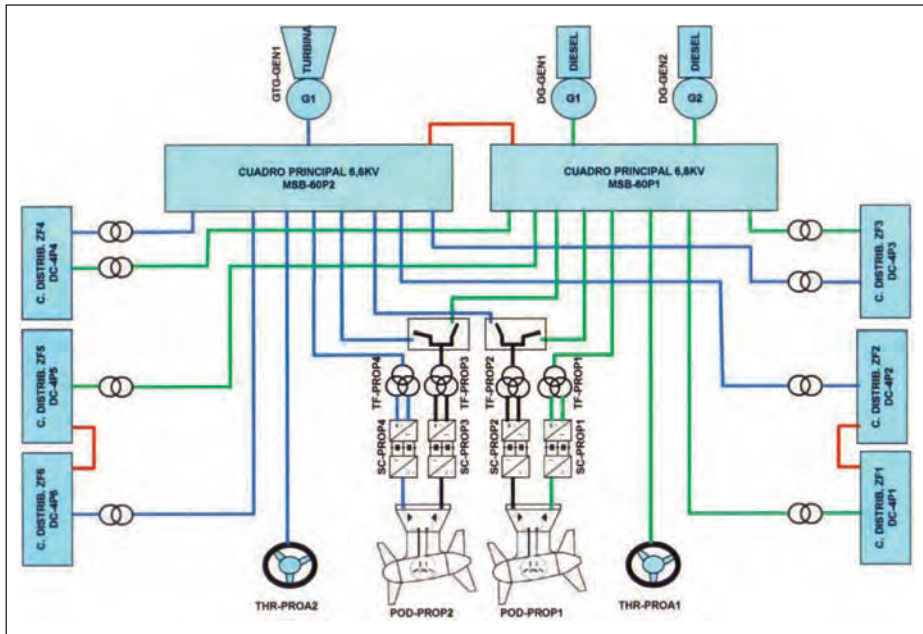 TURBINA
GTG-GEN1
G1
DIESEL
DG-GEN1
G1
DIESEL
DG-GEN2
G2
CUADRO PRINCIPAL 6,6KV
MSB-60P2
CUADRO PRINCIPAL 6,6KV
MSB-60P1
C. DISTRIB. ZF4
DC-4P4
C. DISTRIB. ZF3
DC-4P3
C. DISTRIB. ZF5
DC-4P5
C. DISTRIB. ZF2
DC-4P2
C. DISTRIB. ZF6
DC-4P6
C. DISTRIB. ZF1
DC-4P1
TF-PROP4
TF-PROP3
TF-PROP2
TF-PROP1
SC-PROP4
SC-PROP3
SC-PROP2
SC-PROP1
THR-PROA2
POD-PROP2
POD-PROP1
THR-PROA1